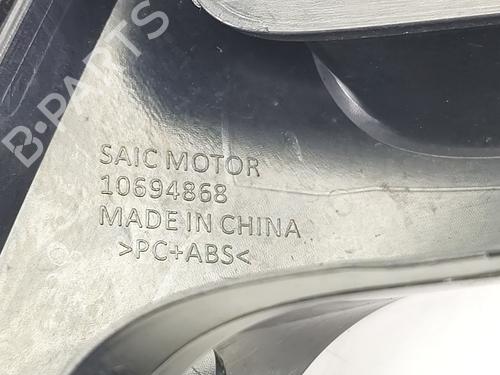 B-PARTS
SAIC MOTOR
10694868
MADE IN CHINA
>PC+ABS<